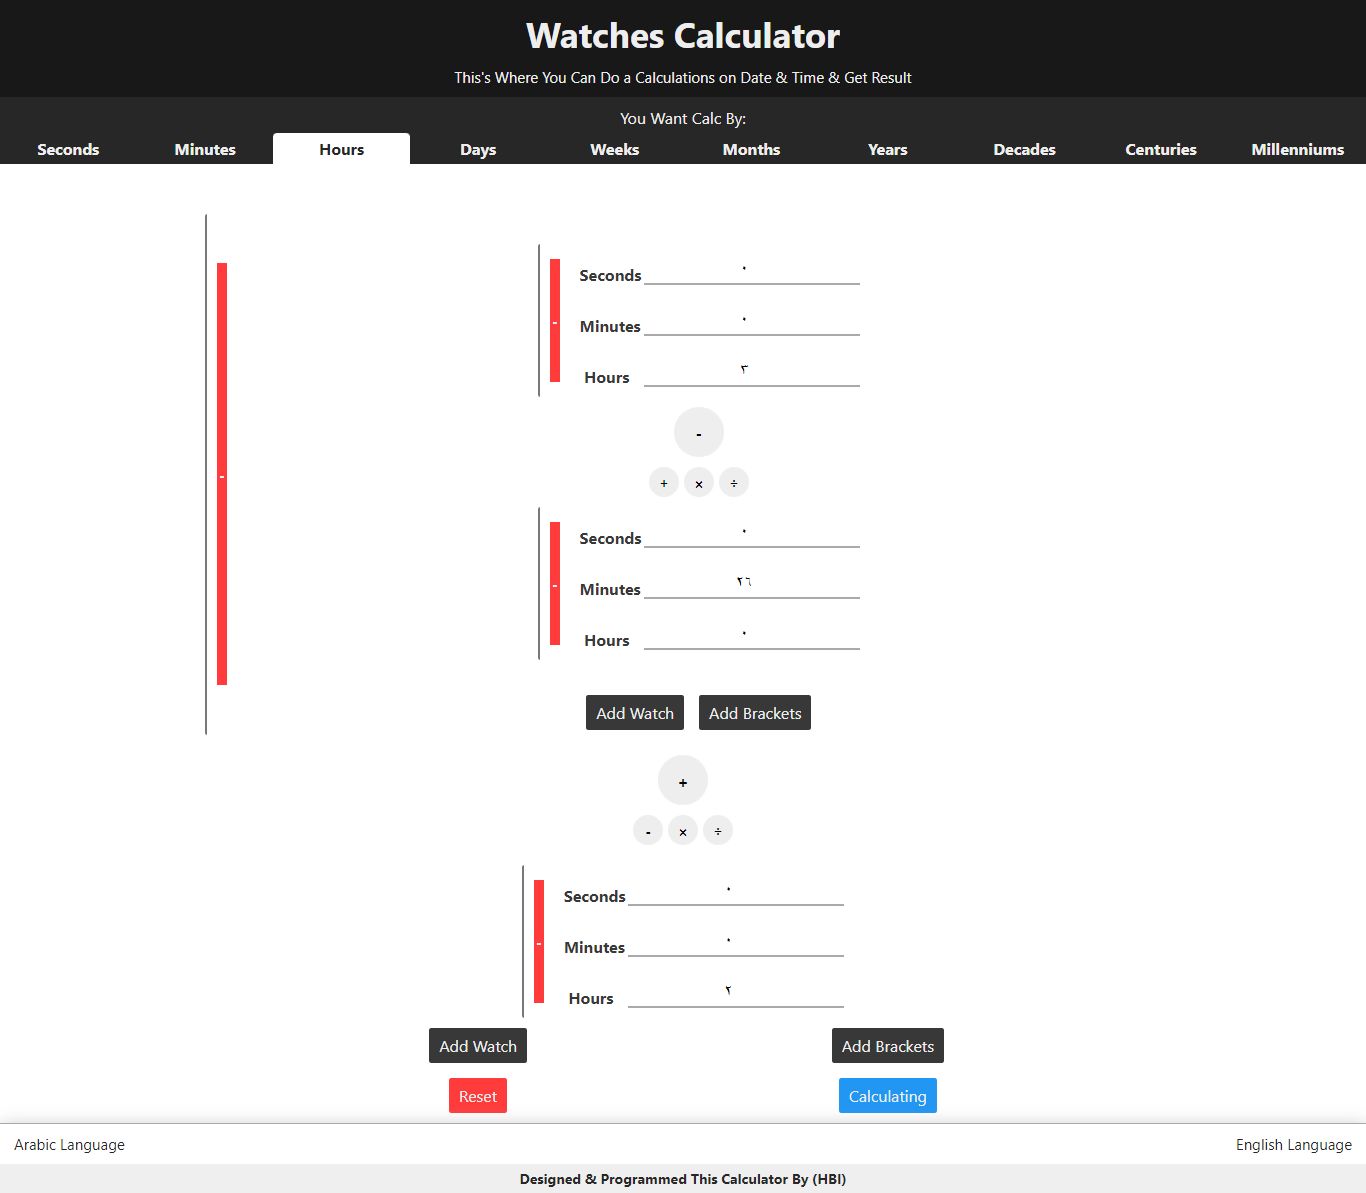 Watches Calculator
This's Where You Can Do a Calculations on Date & Time & Get Result
You Want Calc By:
Seconds Minutes Hours Days Weeks Months Years Decades Centuries Millenniums
-
-
Seconds ٠
Minutes ٠
Hours ٣
-
+ × ÷
-
Seconds ٠
Minutes ٢٦
Hours ٠
Add Watch Add Brackets
+
- × ÷
-
Seconds ٠
Minutes ٠
Hours ٢
Add Watch Add Brackets
Reset Calculating
Arabic Language English Language
Designed & Programmed This Calculator By (HBI)